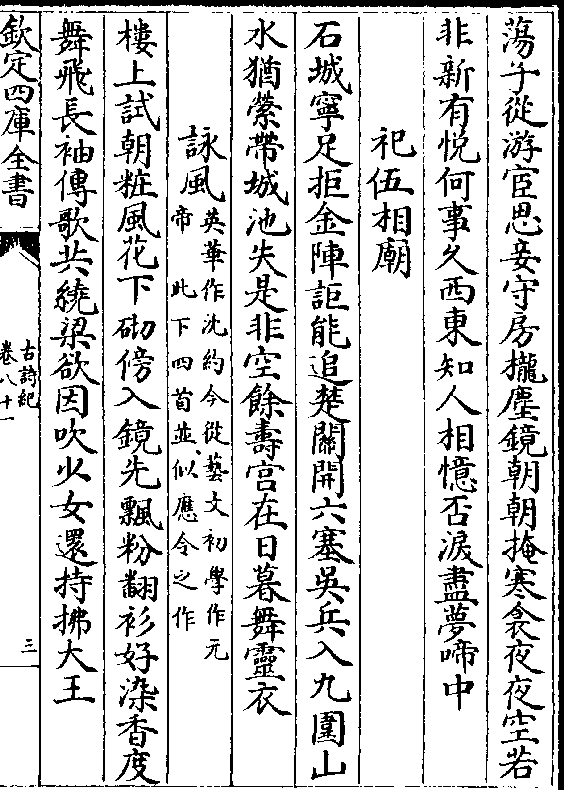 蕩子從游宦思妾守房攏塵鏡朝朝掩寒衾夜夜空若
非新有悦何事久西東知人相憶否淚盡夢啼中
祀伍相廟
石城寧足拒金陣詎能追楚關開六塞吳兵入九圍山
水猶縈帶城池失是非空餘壽宫在日暮舞靈衣
詠風英華作沈約今從藝文初學作元
帝此下四首並似應令之作
樓上試朝粧風花下砌傍入鏡先飄粉翻衫好染香度
舞飛長袖傳歌共繞梁欲因吹少女還持拂大王
欽定四庫全書
古詩紀
卷八十一
三